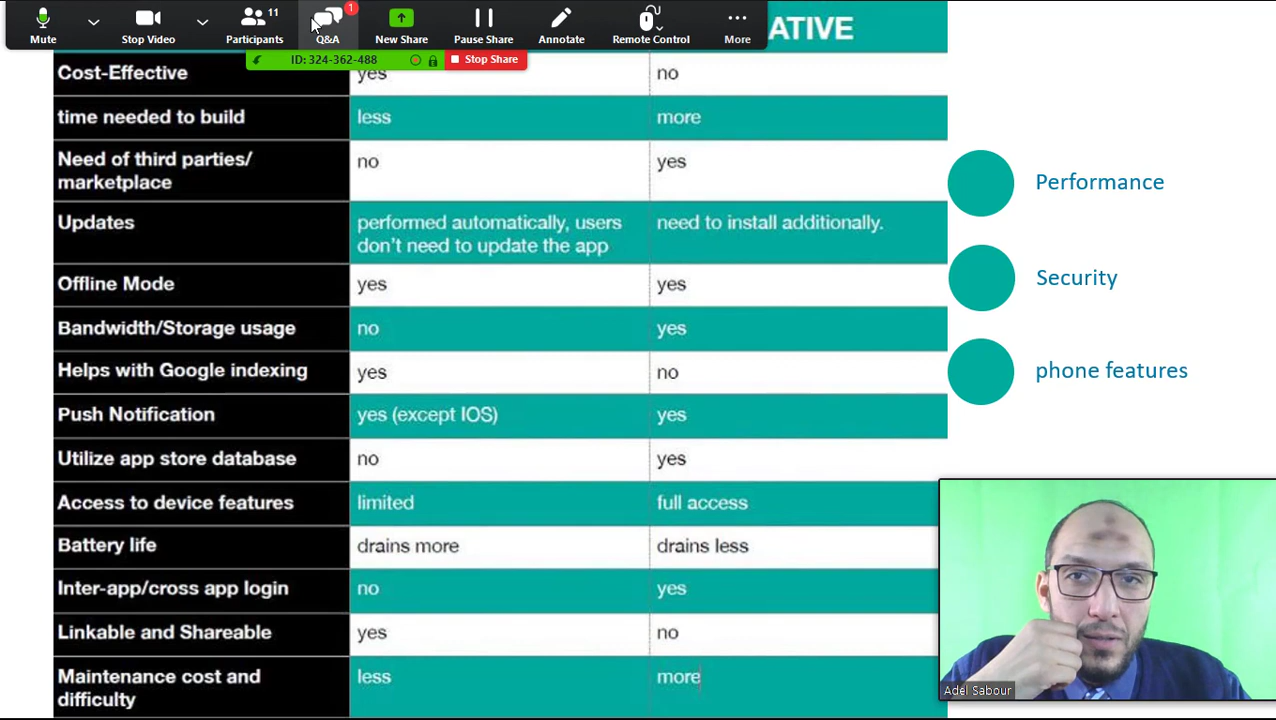 11
1
Mute
Stop Video
Participants
Q&A
New Share
Pause Share
Annotate
Remote Control
More
ID: 324-362-488
Stop Share
ATIVE
Cost-Effective yes no
time needed to build less more
Need of third parties/
marketplace
no yes
Updates
performed automatically, users
don't need to update the app
need to install additionally.
Offline Mode yes yes
Bandwidth/Storage usage no yes
Helps with Google indexing yes no
Push Notification yes (except IOS) yes
Utilize app store database no yes
Access to device features limited full access
Battery life drains more drains less
Inter-app/cross app login no yes
Linkable and Shareable yes no
Maintenance cost and
difficulty
less more
Performance
Security
phone features
Adel Sabour